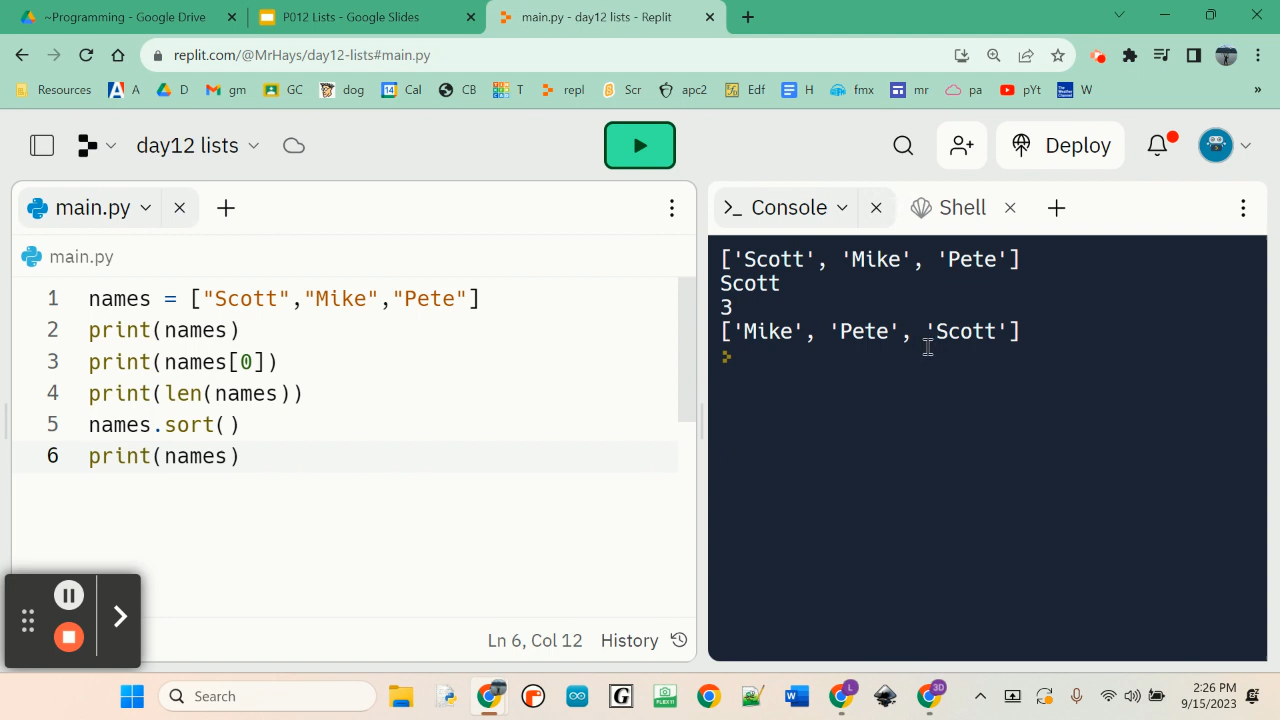 ~Programming - Google Drive
P012 Lists - Google Slides
main.py - day12 lists - Replit
replit.com/@MrHays/day12-lists#main.py
Resources A D gm GC dog Cal CB T repl Scr apc2 Edf H fmx mr pa pYt W »
day12 lists
Deploy
main.py
Console
Shell
main.py
1 names = ["Scott","Mike","Pete"]
2 print(names)
3 print(names[0])
4 print(len(names))
5 names.sort()
6 print(names)
['Scott', 'Mike', 'Pete']
Scott
3
['Mike', 'Pete', 'Scott']
Ln 6, Col 12 History
Search
2:26 PM
9/15/2023